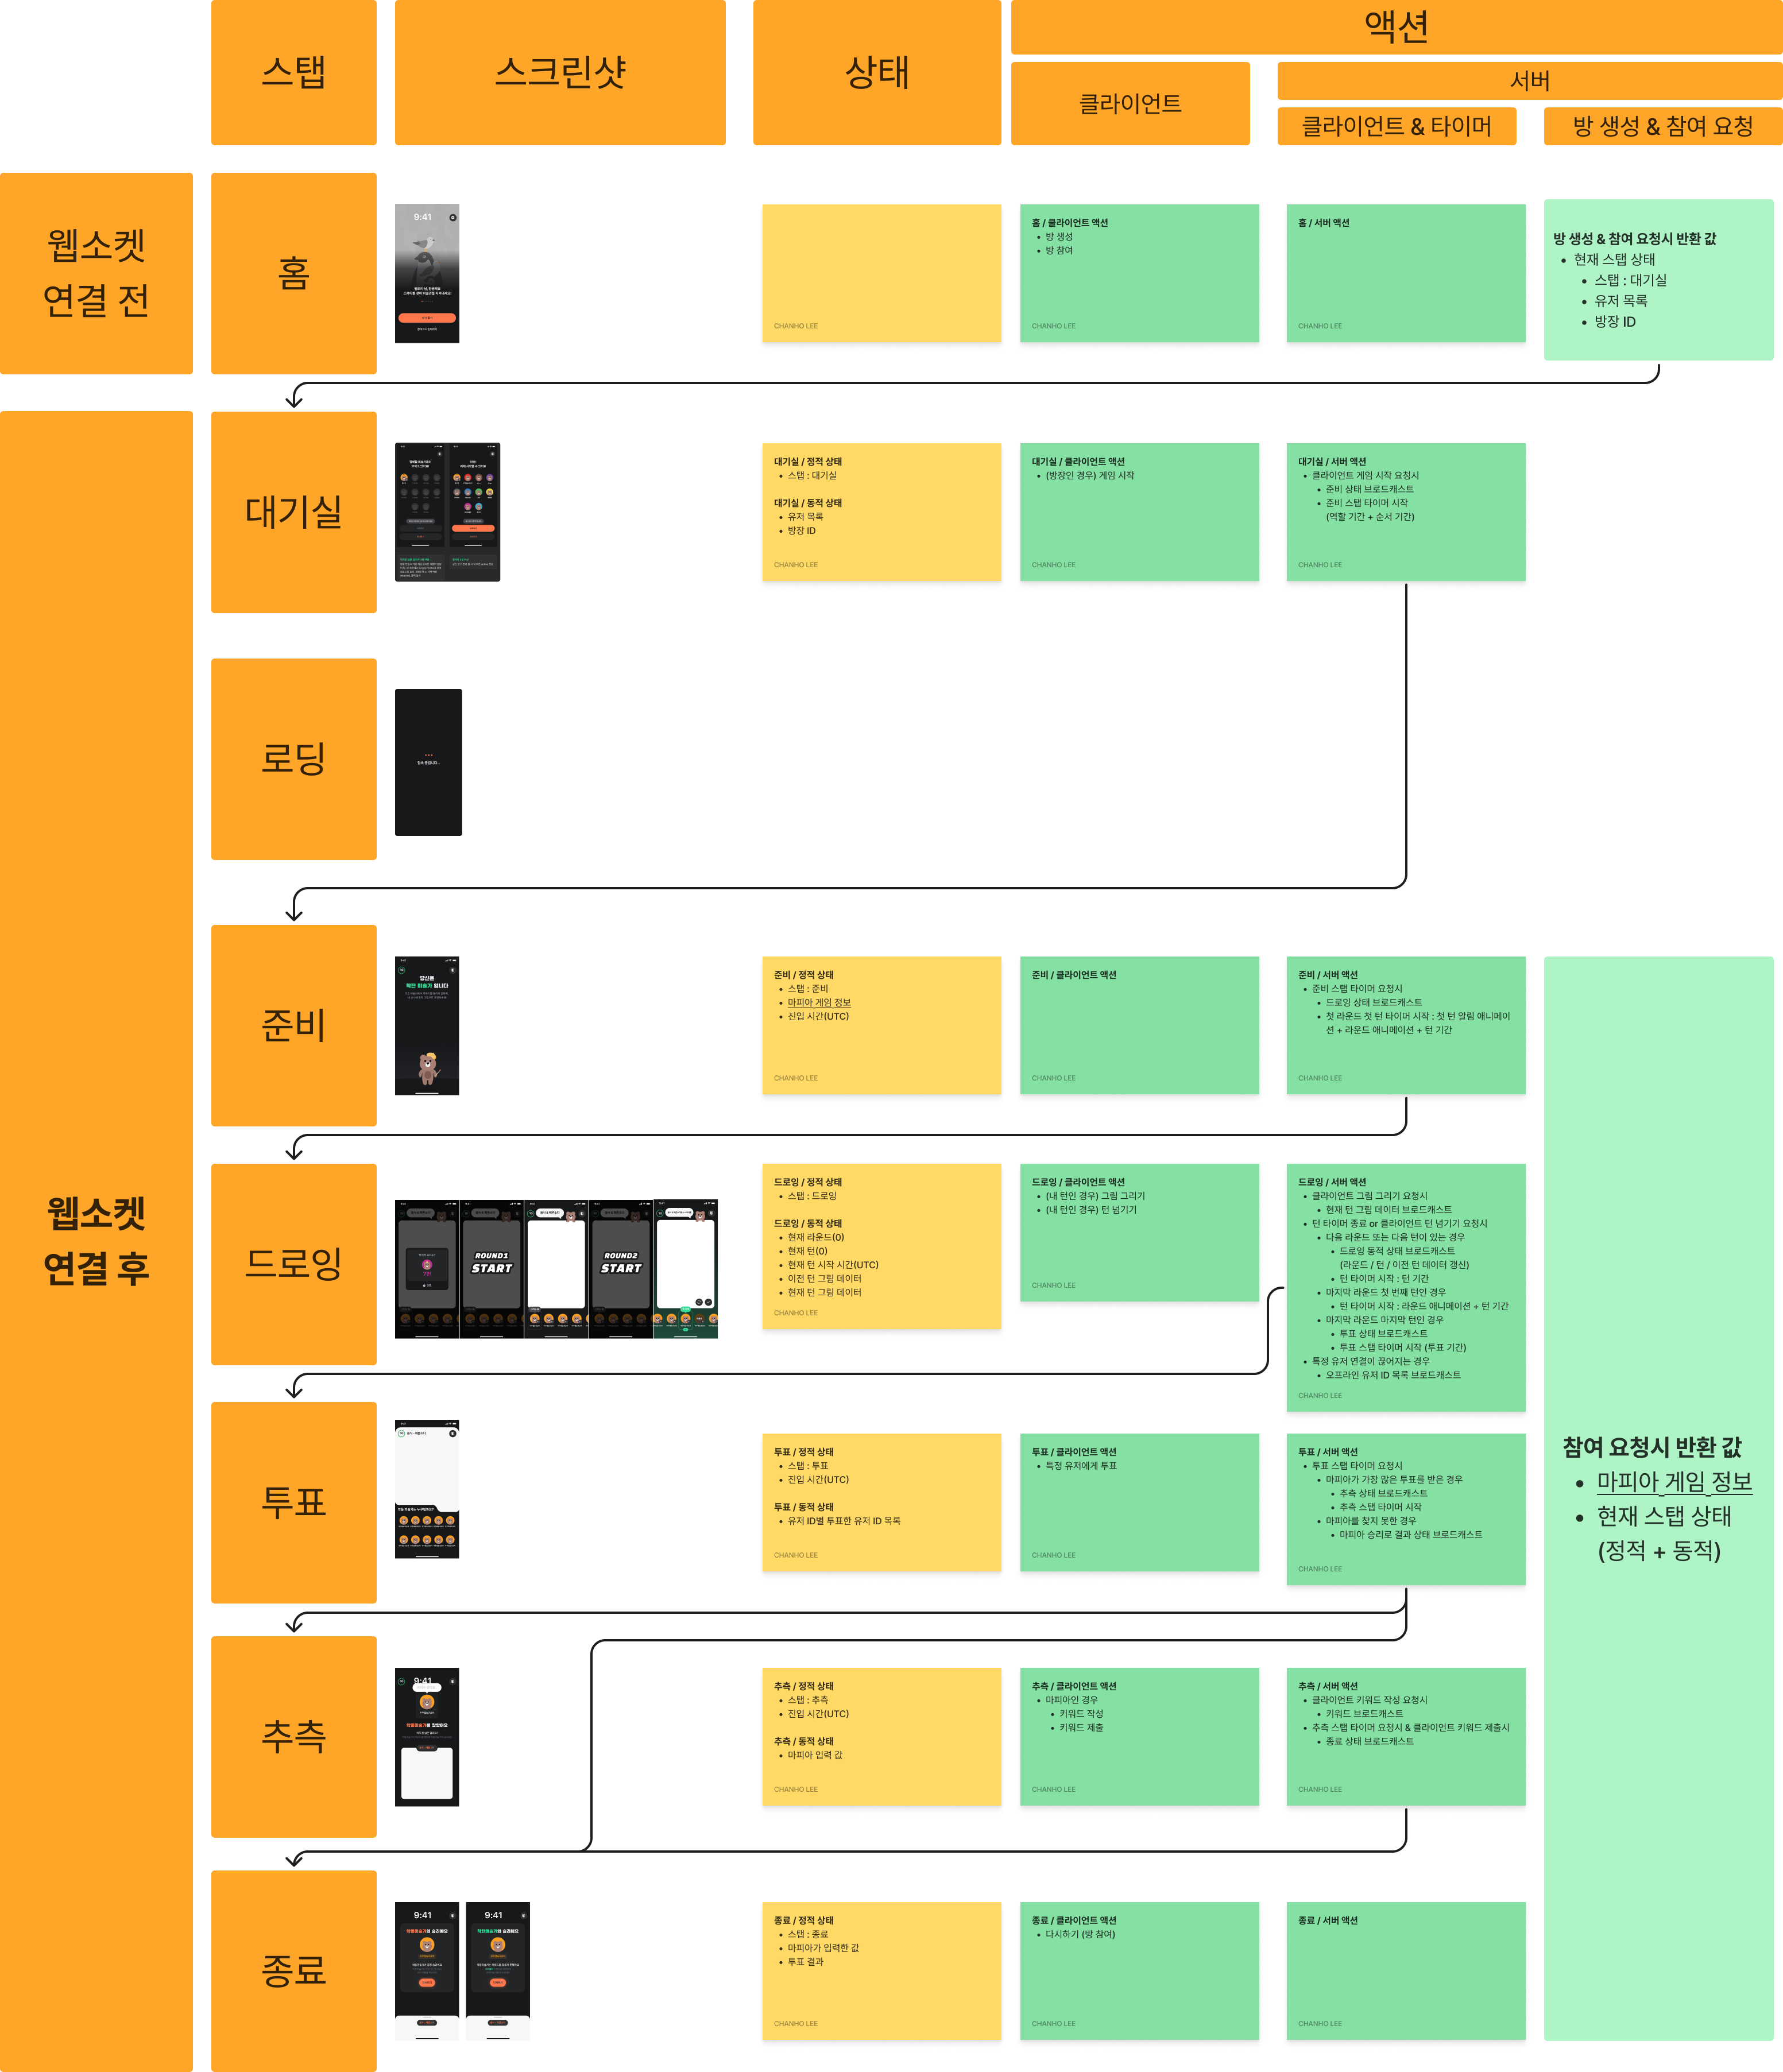 스탭
스크린샷
상태
액션
클라이언트
서버
클라이언트 & 타이머
방 생성 & 참여 요청
웹소켓
연결 전
홈
9:41
홈 / 클라이언트 액션
방 생성
방 참여
CHANHO LEE
홈 / 서버 액션
CHANHO LEE
CHANHO LEE
방 생성 & 참여 요청시 반환 값
현재 스탭 상태
스탭 : 대기실
유저 목록
방장 ID
웹소켓
연결 후
대기실
대기실 / 정적 상태
스탭 : 대기실
대기실 / 동적 상태
유저 목록
방장 ID
CHANHO LEE
대기실 / 클라이언트 액션
(방장인 경우) 게임 시작
CHANHO LEE
대기실 / 서버 액션
클라이언트 게임 시작 요청시
준비 상태 브로드캐스트
준비 스탭 타이머 시작
(역할 기간 + 순서 기간)
CHANHO LEE
로딩
접속 중입니다...
준비
당신은
착한 미술가 입니다
준비 / 정적 상태
스탭 : 준비
마피아 게임 정보
진입 시간(UTC)
CHANHO LEE
준비 / 클라이언트 액션
CHANHO LEE
준비 / 서버 액션
준비 스탭 타이머 요청시
드로잉 상태 브로드캐스트
첫 라운드 첫 턴 타이머 시작 : 첫 턴 알림 애니메이
션 + 라운드 애니메이션 + 턴 기간
CHANHO LEE
드로잉
ROUND1
START
ROUND2
START
드로잉 / 정적 상태
스탭 : 드로잉
드로잉 / 동적 상태
현재 라운드(0)
현재 턴(0)
현재 턴 시작 시간(UTC)
이전 턴 그림 데이터
현재 턴 그림 데이터
CHANHO LEE
드로잉 / 클라이언트 액션
(내 턴인 경우) 그림 그리기
(내 턴인 경우) 턴 넘기기
CHANHO LEE
드로잉 / 서버 액션
클라이언트 그림 그리기 요청시
현재 턴 그림 데이터 브로드캐스트
턴 타이머 종료 or 클라이언트 턴 넘기기 요청시
다음 라운드 또는 다음 턴이 있는 경우
드로잉 동적 상태 브로드캐스트
(라운드 / 턴 / 이전 턴 데이터 갱신)
턴 타이머 시작 : 턴 기간
마지막 라운드 첫 번째 턴인 경우
턴 타이머 시작 : 라운드 애니메이션 + 턴 기간
마지막 라운드 마지막 턴인 경우
투표 상태 브로드캐스트
투표 스탭 타이머 시작 (투표 기간)
특정 유저 연결이 끊어지는 경우
오프라인 유저 ID 목록 브로드캐스트
CHANHO LEE
투표
투표 / 정적 상태
스탭 : 투표
진입 시간(UTC)
투표 / 동적 상태
유저 ID별 투표한 유저 ID 목록
CHANHO LEE
투표 / 클라이언트 액션
특정 유저에게 투표
CHANHO LEE
투표 / 서버 액션
투표 스탭 타이머 요청시
마피아가 가장 많은 투표를 받은 경우
추측 상태 브로드캐스트
추측 스탭 타이머 시작
마피아를 찾지 못한 경우
마피아 승리로 결과 상태 브로드캐스트
CHANHO LEE
참여 요청시 반환 값
마피아 게임 정보
현재 스탭 상태
(정적 + 동적)
추측
9:41
추측 / 정적 상태
스탭 : 추측
진입 시간(UTC)
추측 / 동적 상태
마피아 입력 값
CHANHO LEE
추측 / 클라이언트 액션
마피아인 경우
키워드 작성
키워드 제출
CHANHO LEE
추측 / 서버 액션
클라이언트 키워드 작성 요청시
키워드 브로드캐스트
추측 스탭 타이머 요청시 & 클라이언트 키워드 제출시
종료 상태 브로드캐스트
CHANHO LEE
종료
9:41
9:41
종료 / 정적 상태
스탭 : 종료
마피아가 입력한 값
투표 결과
CHANHO LEE
종료 / 클라이언트 액션
다시하기 (방 참여)
CHANHO LEE
종료 / 서버 액션
CHANHO LEE